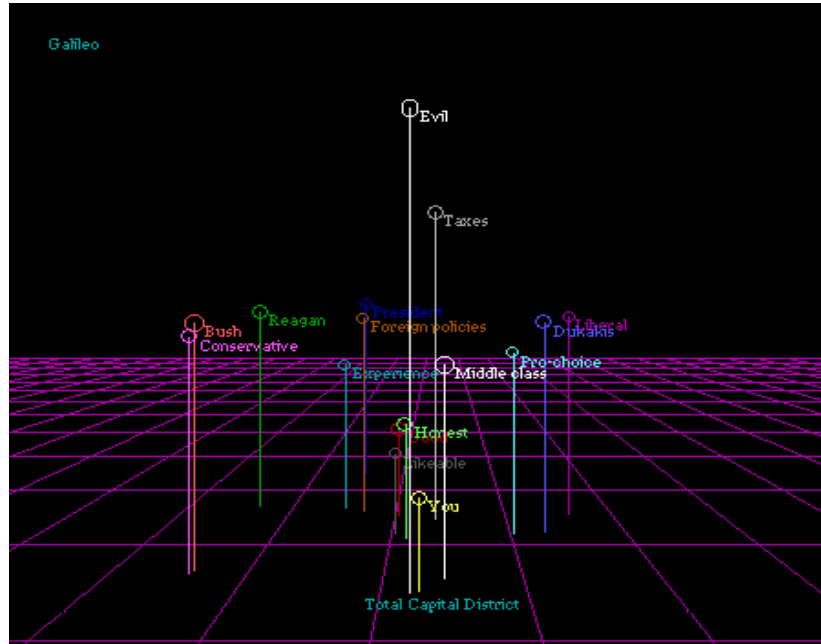 Galileo
Evil
Taxes
President
Reagan
Foreign policies
Bush
Liberal
Dukakis
Conservative
Pro-choice
Experience
Middle class
Honest
Likeable
You
Total Capital District